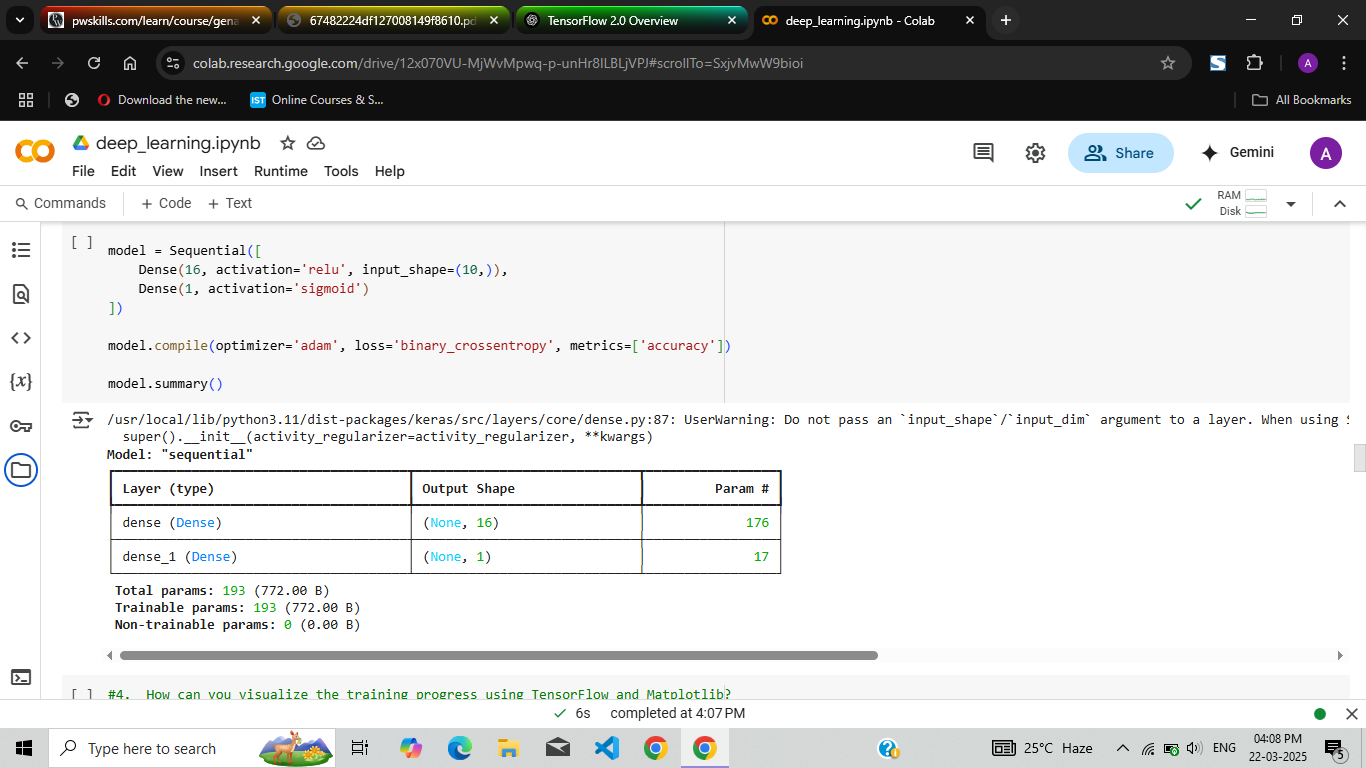 pwskills.com/learn/course/gena
67482224df127008149f8610.pd
TensorFlow 2.0 Overview
deep_learning.ipynb - Colab
colab.research.google.com/drive/12x070VU-MjWvMpwq-p-unHr8ILBLjVPJ#scrollTo=SxjvMwW9bioi
A
Download the new...
IST
Online Courses & S...
All Bookmarks
deep_learning.ipynb
Share
Gemini
A
File Edit View Insert Runtime Tools Help
Commands
+ Code
+ Text
RAM
Disk
[ ]
model = Sequential([
Dense(16, activation='relu', input_shape=(10,)),
Dense(1, activation='sigmoid')
])
model.compile(optimizer='adam', loss='binary_crossentropy', metrics=['accuracy'])
model.summary()
/usr/local/lib/python3.11/dist-packages/keras/src/layers/core/dense.py:87: UserWarning: Do not pass an `input_shape`/`input_dim` argument to a layer. When using S
super().__init__(activity_regularizer=activity_regularizer, **kwargs)
Model: "sequential"
Layer (type) Output Shape Param #
dense (Dense) (None, 16) 176
dense_1 (Dense) (None, 1) 17
Total params: 193 (772.00 B)
Trainable params: 193 (772.00 B)
Non-trainable params: 0 (0.00 B)
[ ] #4. How can you visualize the training progress using TensorFlow and Matplotlib?
6s completed at 4:07 PM
Type here to search
25°C Haze
ENG
04:08 PM
22-03-2025
5